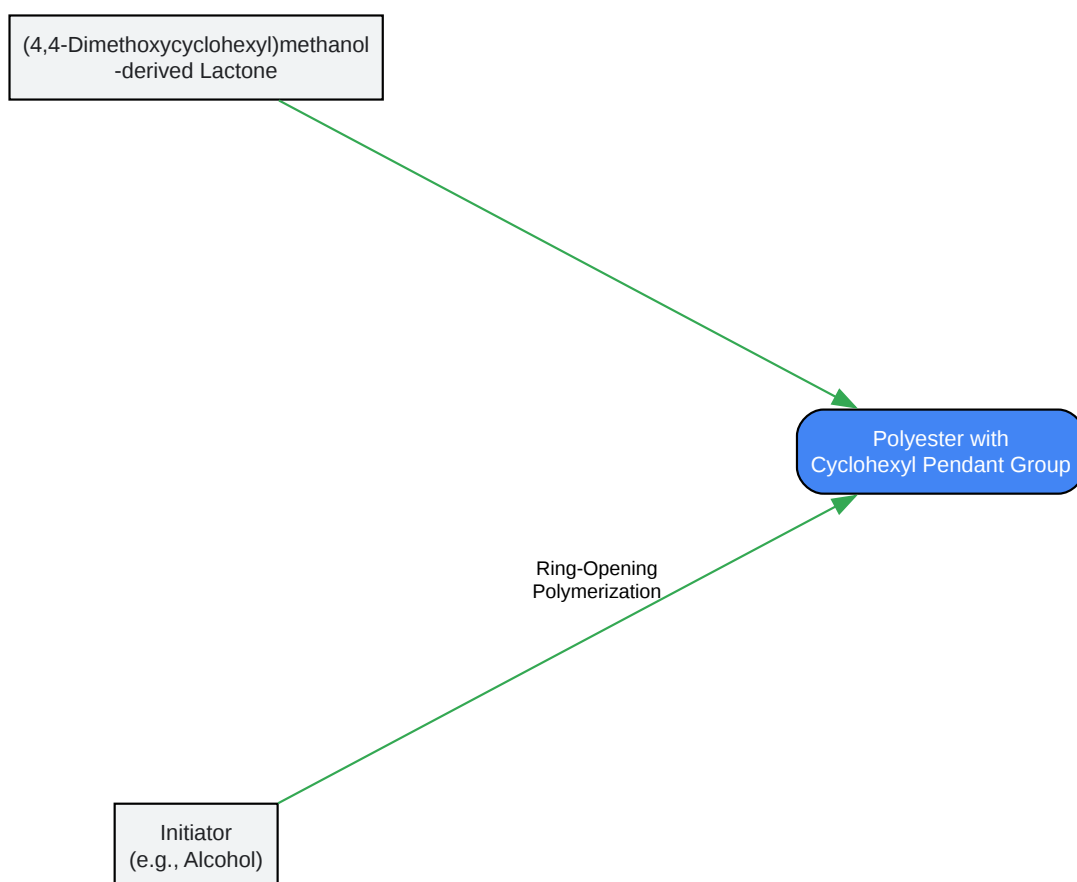 (4,4-Dimethoxycyclohexyl)methanol
-derived Lactone
Polyester with
Cyclohexyl Pendant Group
Ring-Opening
Polymerization
Initiator
(e.g., Alcohol)